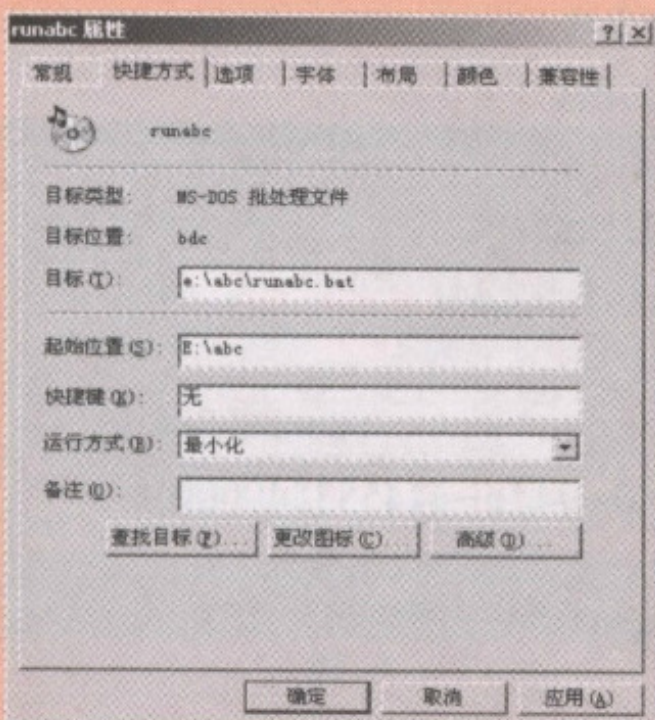 runabc 属性
常规 快捷方式 选项 字体 布局 颜色 兼容性
runabc
目标类型: MS-DOS 批处理文件
目标位置: bdc
目标(T): e:\abc\runabc.bat
起始位置(S): E:\abc
快捷键(K): 无
运行方式(R): 最小化
备注(O):
查找目标(F)... 更改图标(C)... 高级(D)...
确定 取消 应用(A)